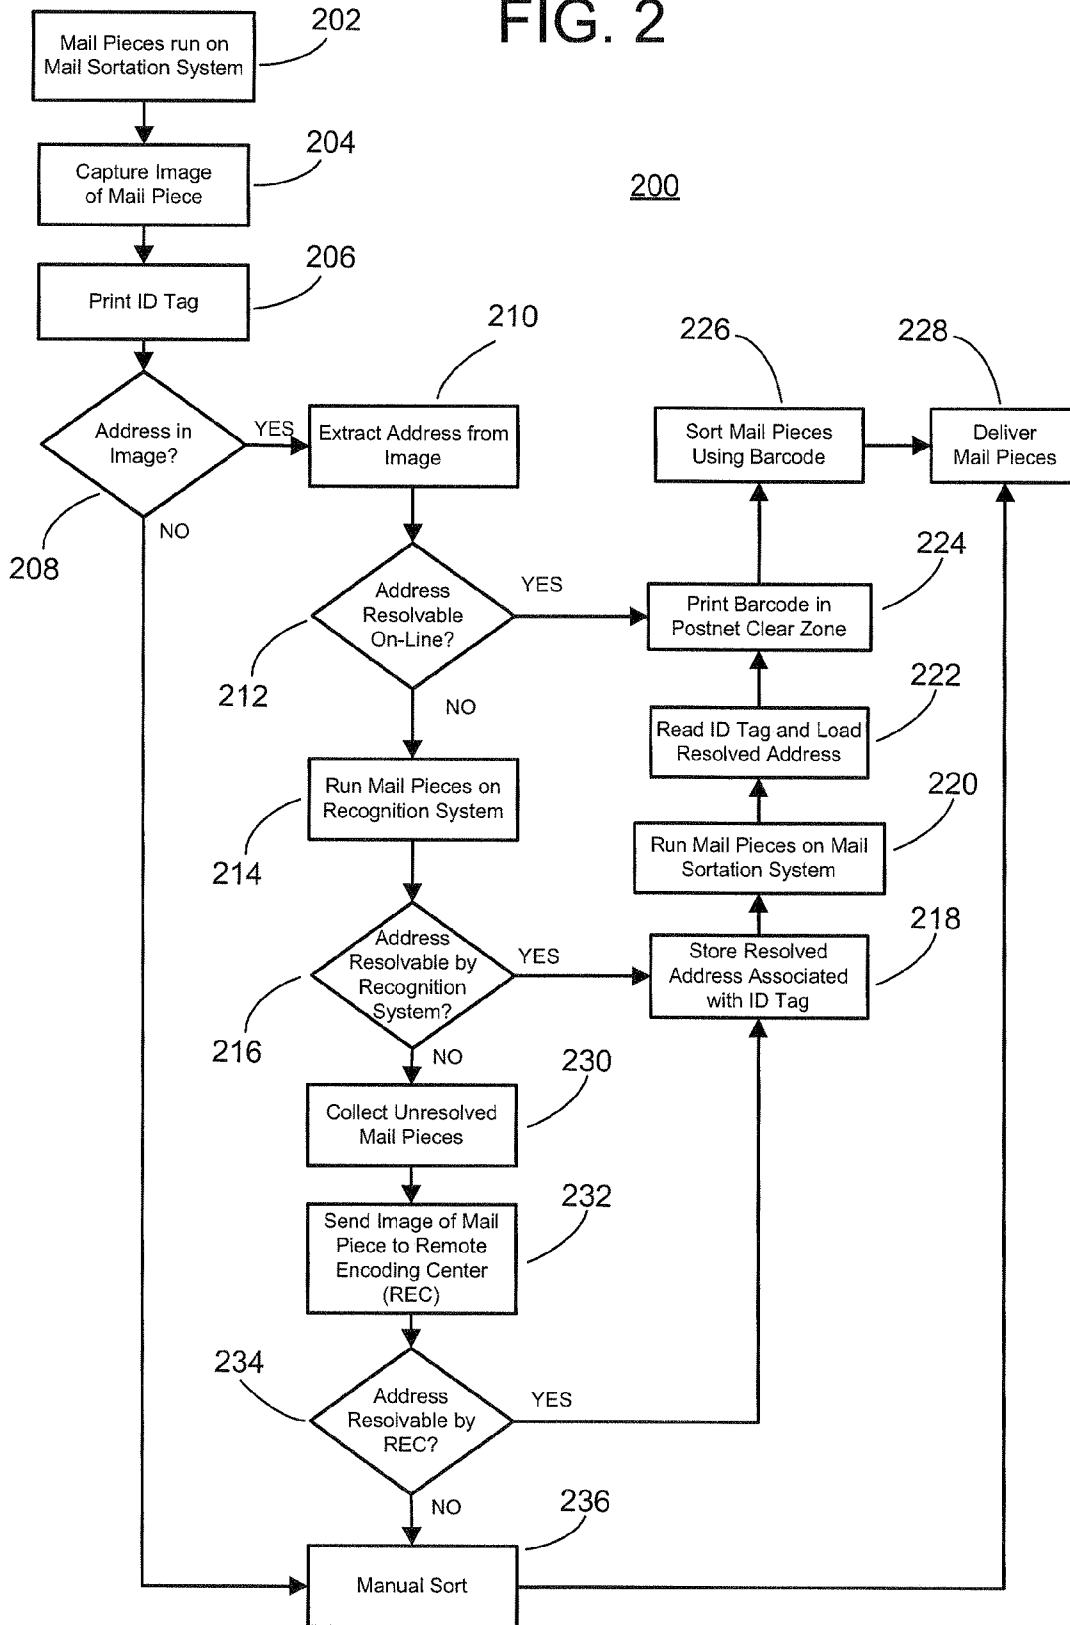 FIG. 2
202
Mail Pieces run on
Mail Sortation System
204
Capture Image
of Mail Piece
200
206
Print ID Tag
210
226
228
Address in
Image?
YES
NO
208
Extract Address from
Image
Sort Mail Pieces
Using Barcode
Deliver
Mail Pieces
Address
Resolvable
On-Line?
YES
212
NO
224
Print Barcode in
Postnet Clear Zone
222
Read ID Tag and Load
Resolved Address
Run Mail Pieces on
Recognition System
214
220
Run Mail Pieces on Mail
Sortation System
218
Address
Resolvable by
Recognition
System?
YES
216
NO
Store Resolved
Address Associated
with ID Tag
230
Collect Unresolved
Mail Pieces
232
Send Image of Mail
Piece to Remote
Encoding Center
(REC)
234
Address
Resolvable by
REC?
YES
NO
236
Manual Sort